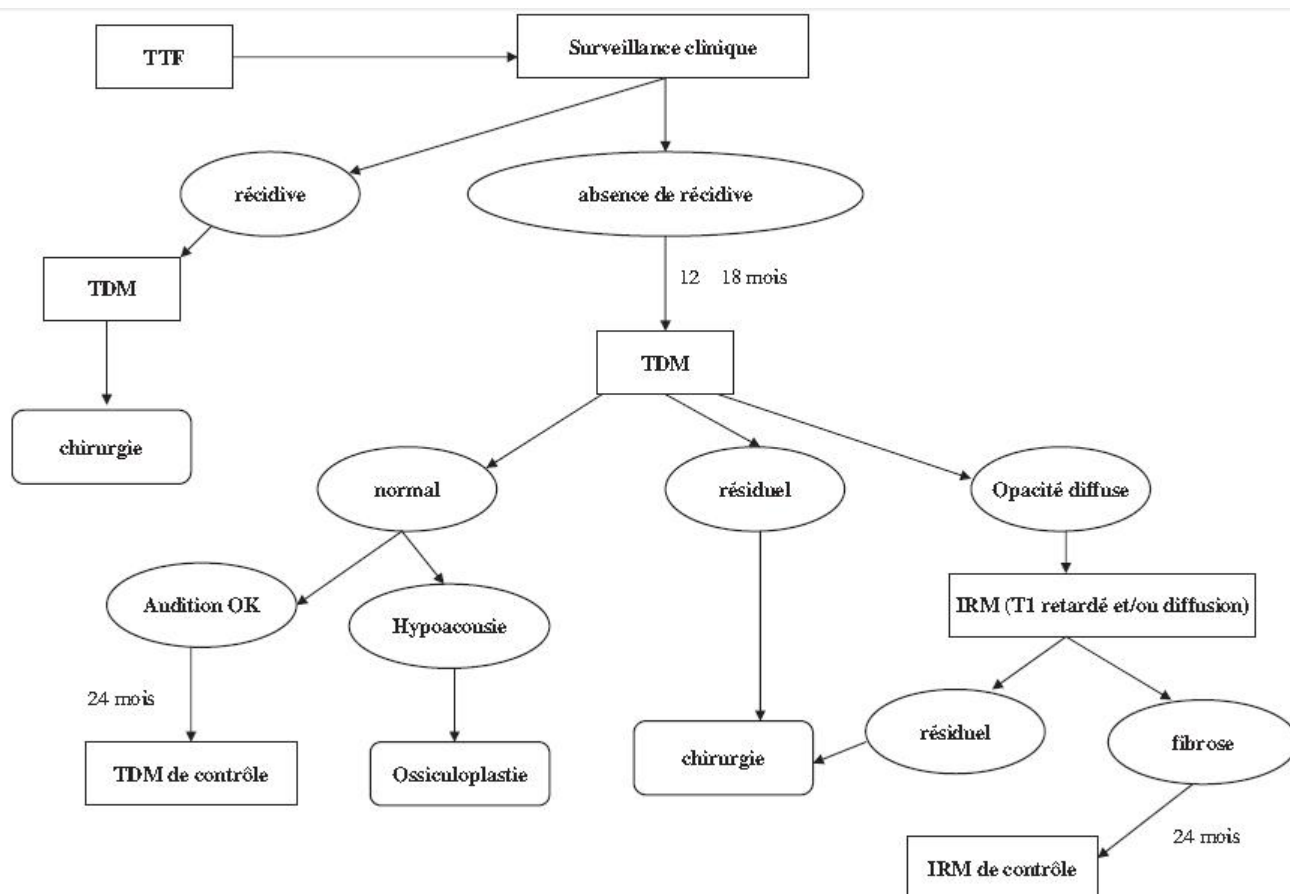 TTF
Surveillance clinique
récidive
absence de récidive
TDM
12 18 mois
TDM
chirurgie
normal
résiduel
Opacité diffuse
Audition OK
Hypoacousie
IRM (T1 retardé et/ou diffusion)
24 mois
résiduel
fibrose
TDM de contrôle
Ossiculoplastie
chirurgie
24 mois
IRM de contrôle